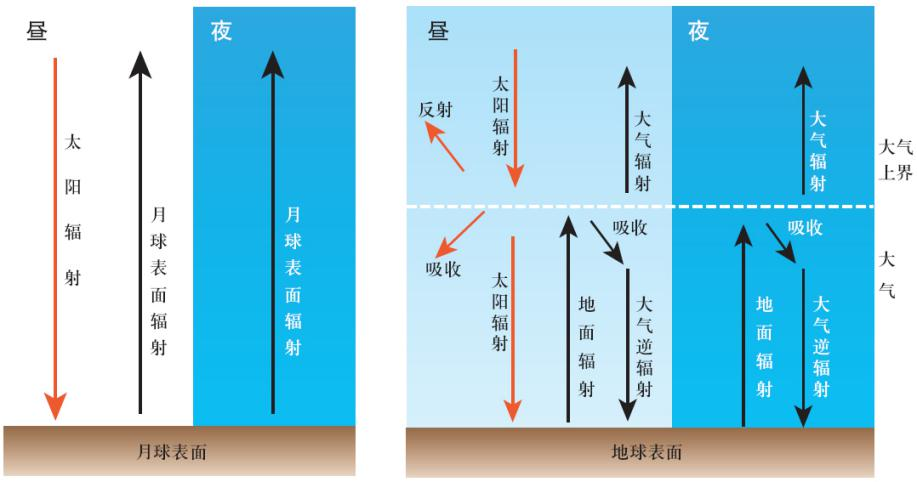 昼
夜
太阳辐射
月球表面辐射
月球表面辐射
月球表面
昼
夜
反射
太阳辐射
大气辐射
大气辐射
大气
上界
吸收
太阳辐射
地面辐射
吸收
大气逆辐射
地面辐射
吸收
大气逆辐射
大气
地球表面